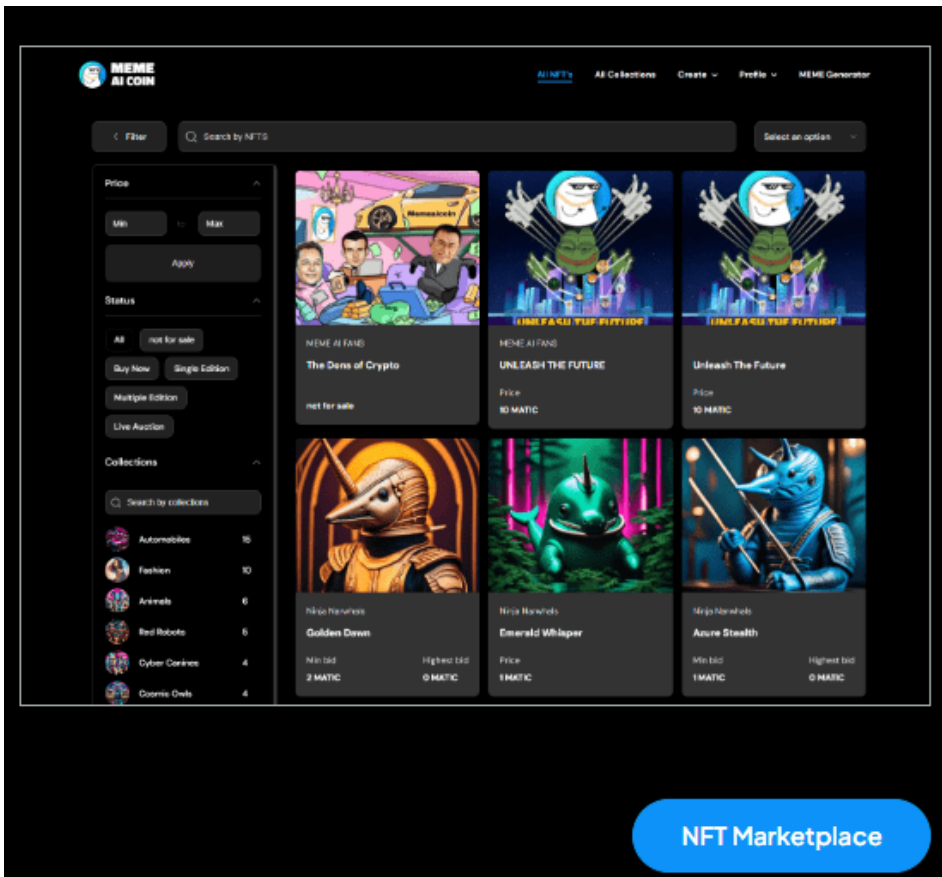 MEME
AI COIN
All NFT's
All Collections
Create
Profile
MEME Generator
Filter
Search by NFTS
Select an option
Price
Min
to
Max
Apply
Status
All
not for sale
Buy Now
Single Edition
Multiple Edition
Live Auction
Collections
Search by collections
Automobiles 15
Fashion 10
Animals 6
Red Robots 5
Cyber Canines 4
Cosmic Owls 4
Memeaicoin
MEME AI FANS
The Dons of Crypto
not for sale
UNLEASH THE FUTURE
MEME AI FANS
UNLEASH THE FUTURE
Price
10 MATIC
UNLEASH THE FUTURE
Unleash The Future
Price
10 MATIC
Ninja Narwhals
Golden Dawn
Min bid Highest bid
2 MATIC 0 MATIC
Ninja Narwhals
Emerald Whisper
Price
1 MATIC
Ninja Narwhals
Azure Stealth
Min bid Highest bid
1 MATIC 0 MATIC
NFT Marketplace